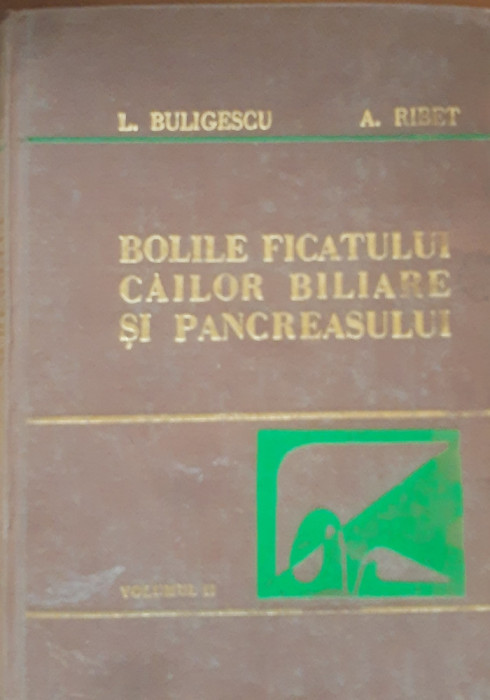 L. BULIGESCU A. RIBET
BOLILE FICATULUI
CĂILOR BILIARE
ȘI PANCREASULUI
VOLUMUL II